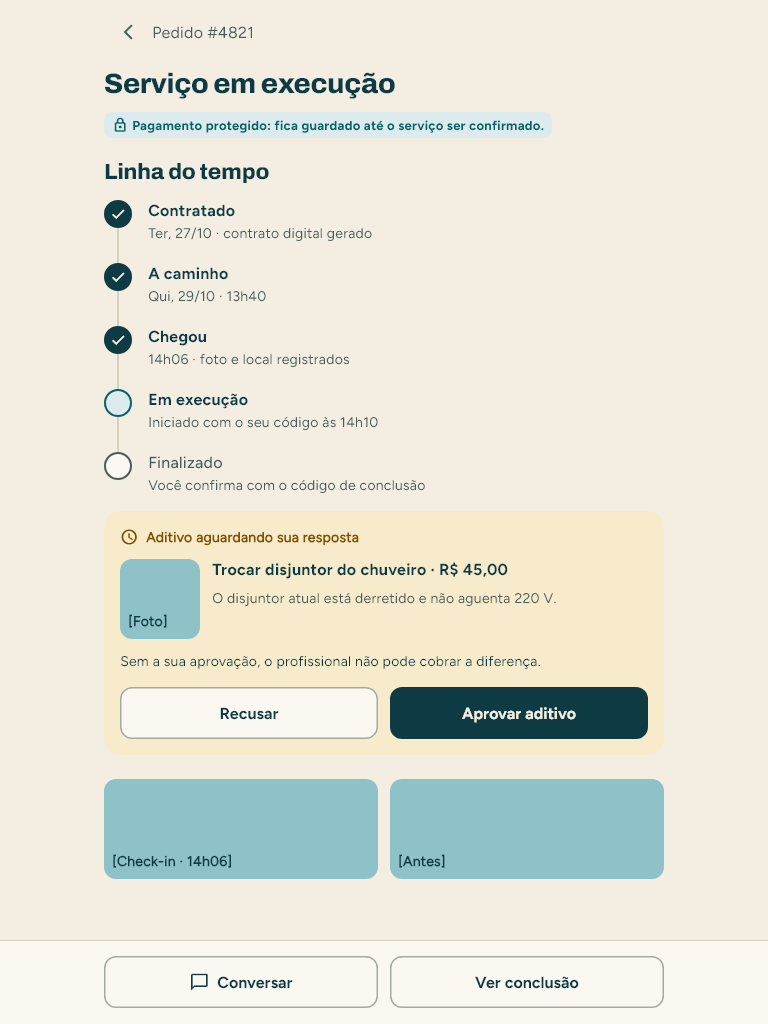 Pedido #4821
Serviço em execução
Pagamento protegido: fica guardado até o serviço ser confirmado.
Linha do tempo
Contratado
Ter, 27/10 · contrato digital gerado
A caminho
Qui, 29/10 · 13h40
Chegou
14h06 · foto e local registrados
Em execução
Iniciado com o seu código às 14h10
Finalizado
Você confirma com o código de conclusão
Aditivo aguardando sua resposta
Trocar disjuntor do chuveiro · R$ 45,00
O disjuntor atual está derretido e não aguenta 220 V.
[Foto]
Sem a sua aprovação, o profissional não pode cobrar a diferença.
Recusar
Aprovar aditivo
[Check-in · 14h06]
[Antes]
Conversar
Ver conclusão